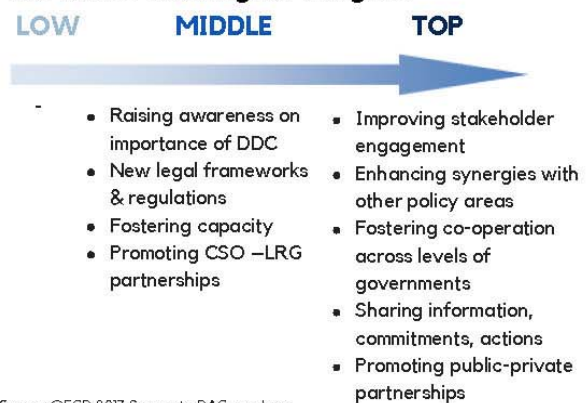 LOW MIDDLE TOP
-
• Raising awareness on
importance of DDC
• New legal frameworks
& regulations
• Fostering capacity
• Promoting CSO –LRG
partnerships
• Improving stakeholder
engagement
• Enhancing synergies with
other policy areas
• Fostering co-operation
across levels of
governments
• Sharing information,
commitments, actions
• Promoting public-private
partnerships